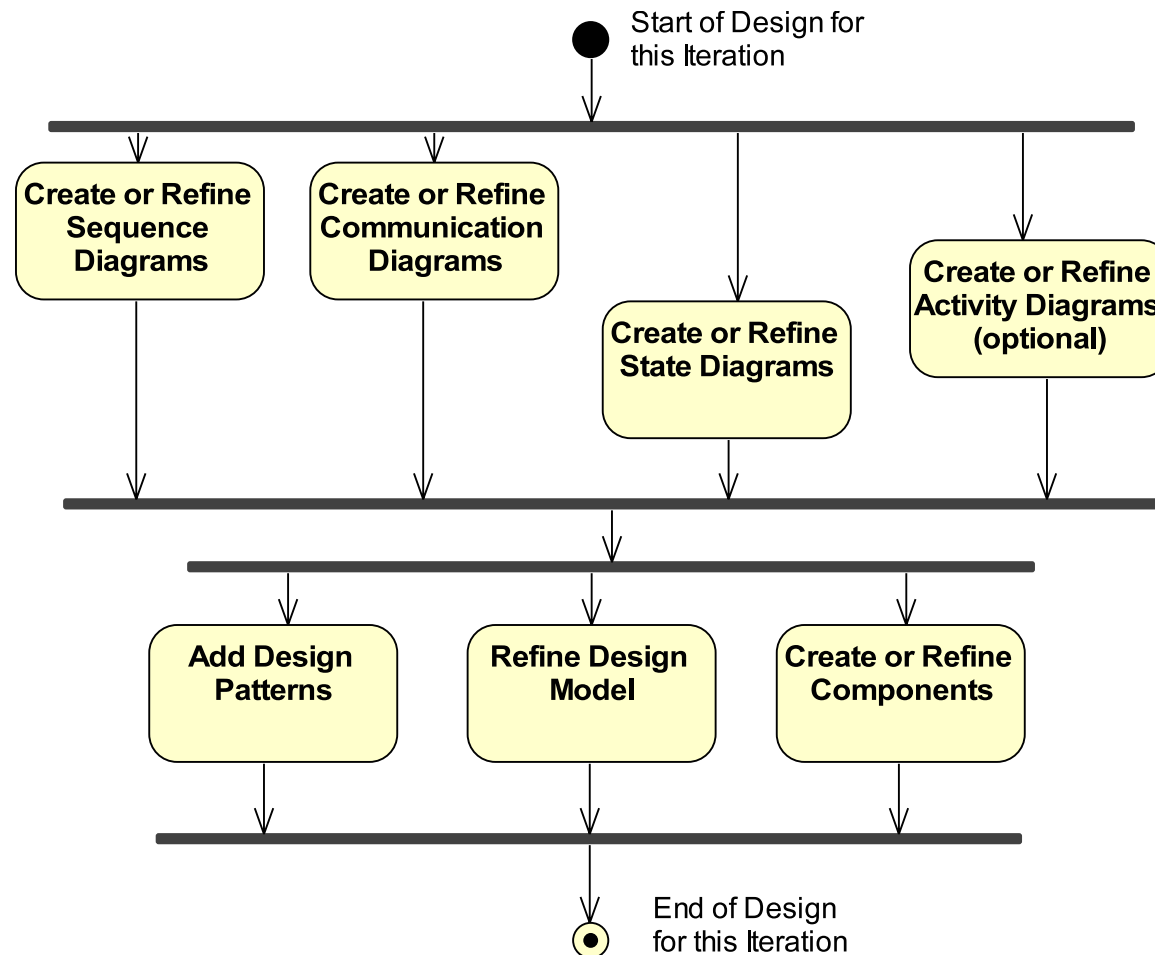 Start of Design for
this Iteration
Create or Refine
Sequence
Diagrams
Create or Refine
Communication
Diagrams
Create or Refine
State Diagrams
Create or Refine
Activity Diagrams
(optional)
Add Design
Patterns
Refine Design
Model
Create or Refine
Components
End of Design
for this Iteration